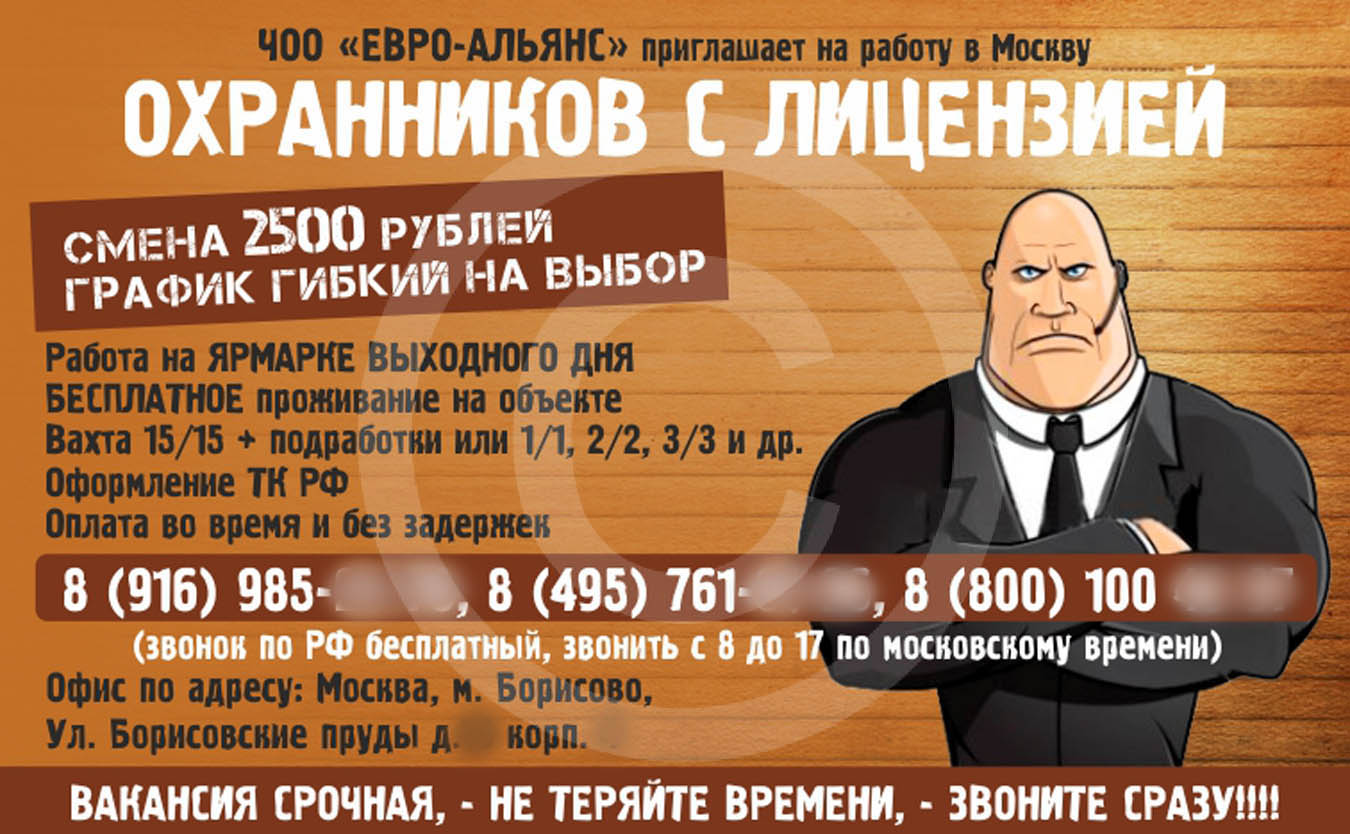 ЧОО «ЕВРО-АЛЬЯНС» приглашает на работу в Москву
ОХРАННИКОВ С ЛИЦЕНЗИЕЙ
СМЕНА 2500 РУБЛЕЙ
ГРАФИК ГИБКИЙ НА ВЫБОР
Работа на ЯРМАРКЕ ВЫХОДНОГО ДНЯ
БЕСПЛАТНОЕ проживание на объекте
Вахта 15/15 + подработки или 1/1, 2/2, 3/3 и др.
Оформление ТК РФ
Оплата во время и без задержек
8 (916) 985-, 8 (495) 761-, 8 (800) 100
(звонок по РФ бесплатный, звонить с 8 до 17 по московскому времени)
Офис по адресу: Москва, м. Борисово,
Ул. Борисовские пруды д. корп.
ВАКАНСИЯ СРОЧНАЯ, - НЕ ТЕРЯЙТЕ ВРЕМЕНИ, - ЗВОНИТЕ СРАЗУ!!!!